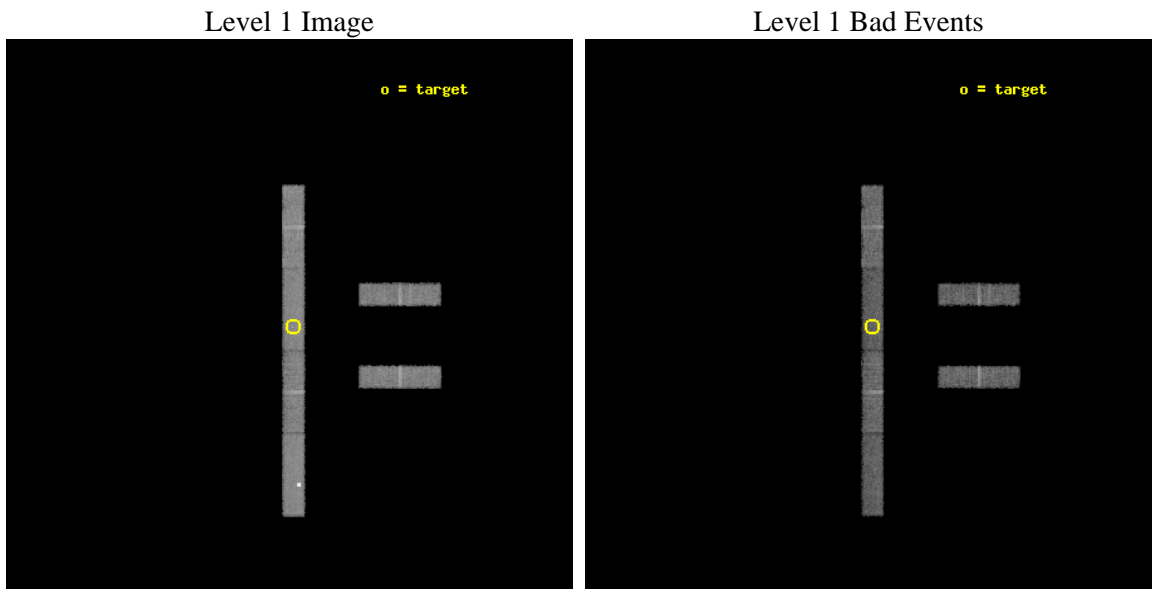 Level 1 Image
Level 1 Bad Events
o = target
o = target